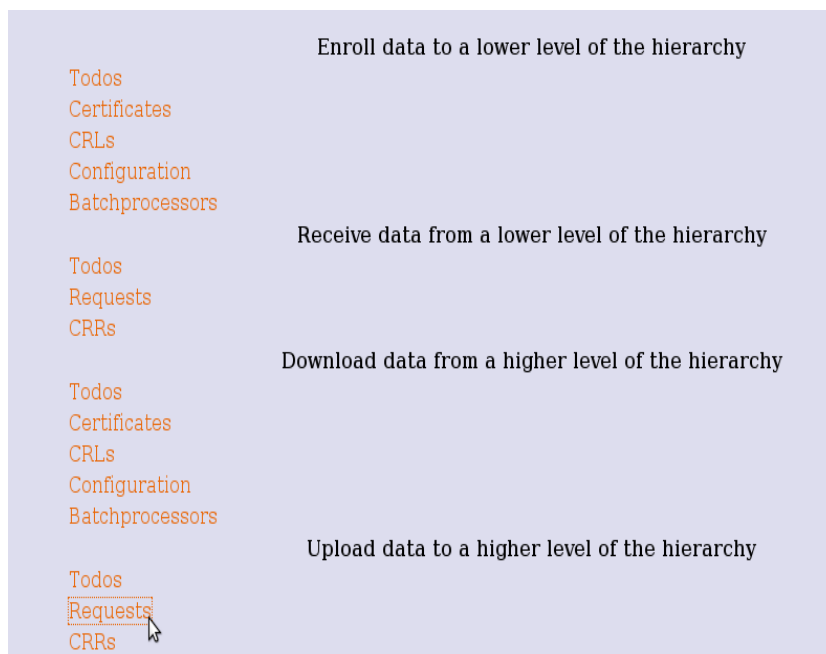 Enroll data to a lower level of the hierarchy
Todos
Certificates
CRLs
Configuration
Batchprocessors
Receive data from a lower level of the hierarchy
Todos
Requests
CRRs
Download data from a higher level of the hierarchy
Todos
Certificates
CRLs
Configuration
Batchprocessors
Upload data to a higher level of the hierarchy
Todos
Requests
CRRs